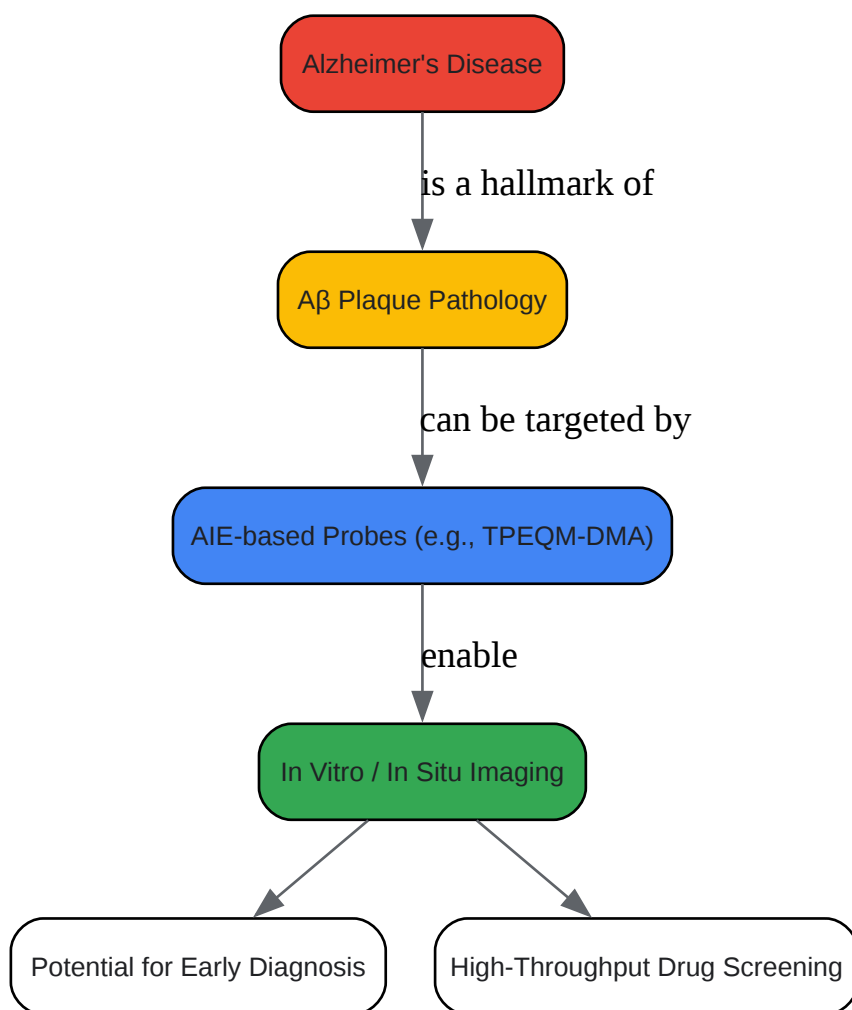 Alzheimer's Disease
is a hallmark of
Aβ Plaque Pathology
can be targeted by
AIE-based Probes (e.g., TPEQM-DMA)
enable
In Vitro / In Situ Imaging
Potential for Early Diagnosis
High-Throughput Drug Screening